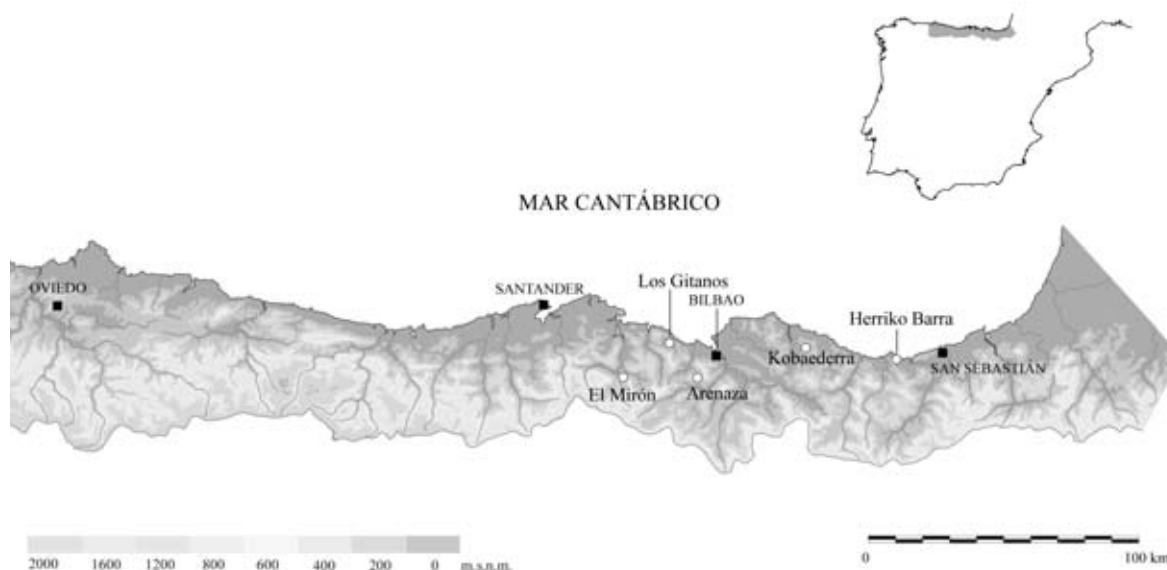 MAR CANTÁBRICO
Los Gitanos
OVIEDO
SANTANDER
BILBAO
Herriko Barra
Kobaederra
SAN SEBASTIÁN
El Mirón
Arenaza
2000 1600 1200 800 600 400 200 0 m.s.n.m.
0 100 km